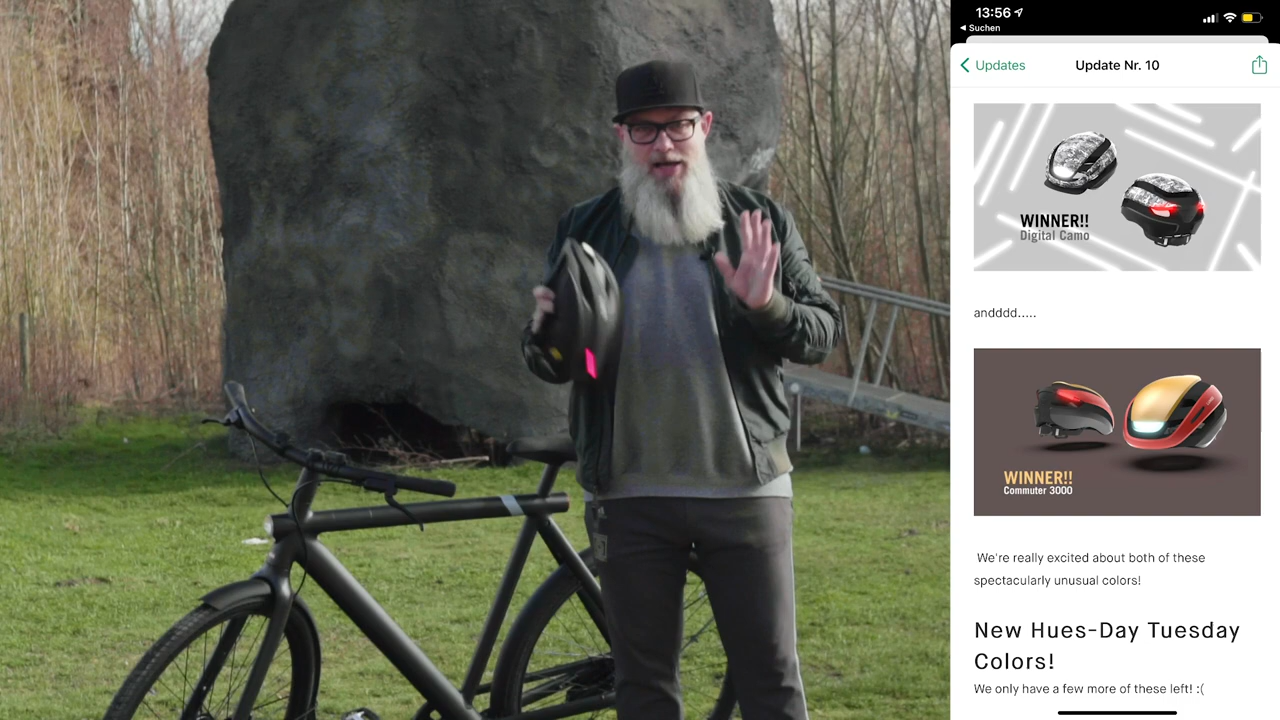 13:56
Suchen
Updates
Update Nr. 10
WINNER!!
Digital Camo
andddd.....
WINNER!!
Commuter 3000
We're really excited about both of these
spectacularly unusual colors!
New Hues-Day Tuesday
Colors!
We only have a few more of these left! :(